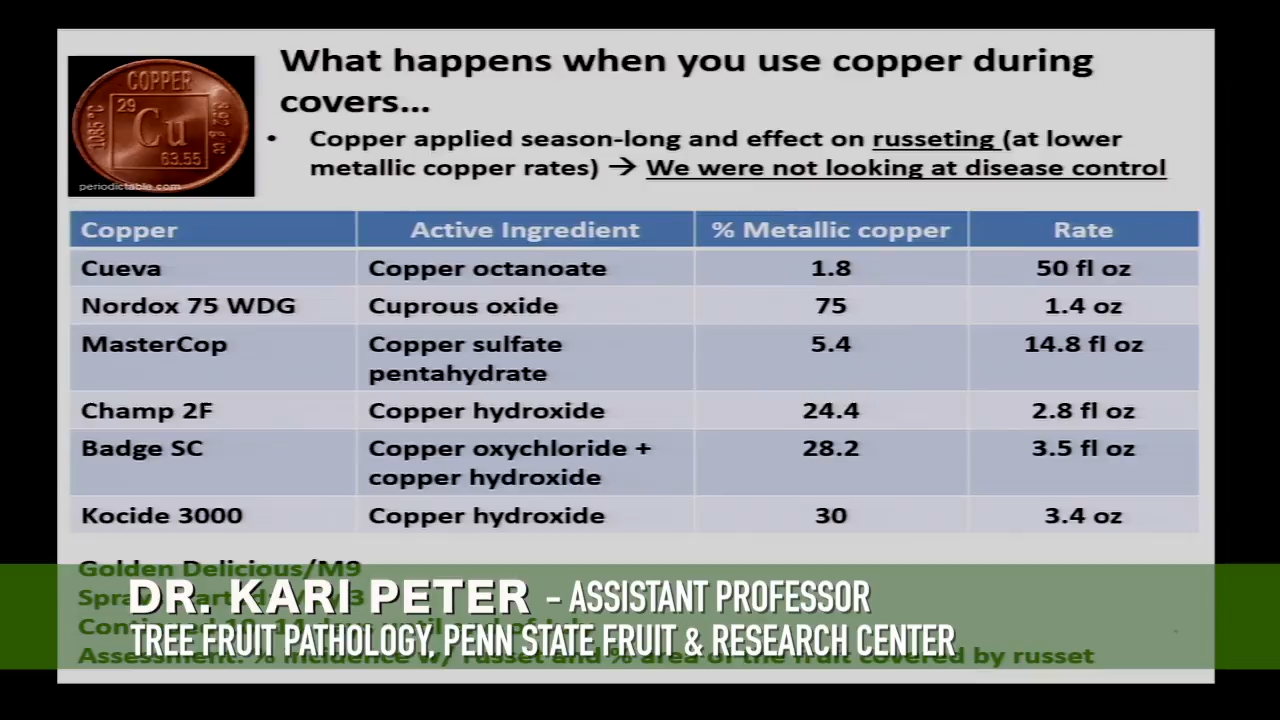 What happens when you use copper during
covers...
COPPER
29
Cu
63.55
1085 °C
8.92 g/cc
periodictable.com
• Copper applied season-long and effect on russeting (at lower
metallic copper rates) → We were not looking at disease control
Copper Active Ingredient % Metallic copper Rate
Cueva Copper octanoate 1.8 50 fl oz
Nordox 75 WDG Cuprous oxide 75 1.4 oz
MasterCop Copper sulfate 5.4 14.8 fl oz
pentahydrate
Champ 2F Copper hydroxide 24.4 2.8 fl oz
Badge SC Copper oxychloride + 28.2 3.5 fl oz
copper hydroxide
Kocide 3000 Copper hydroxide 30 3.4 oz
Golden Delicious/M9
DR. KARI PETER – ASSISTANT PROFESSOR
TREE FRUIT PATHOLOGY, PENN STATE FRUIT & RESEARCH CENTER
Assessment: % incidence w/ russet and % area of the fruit covered by russet